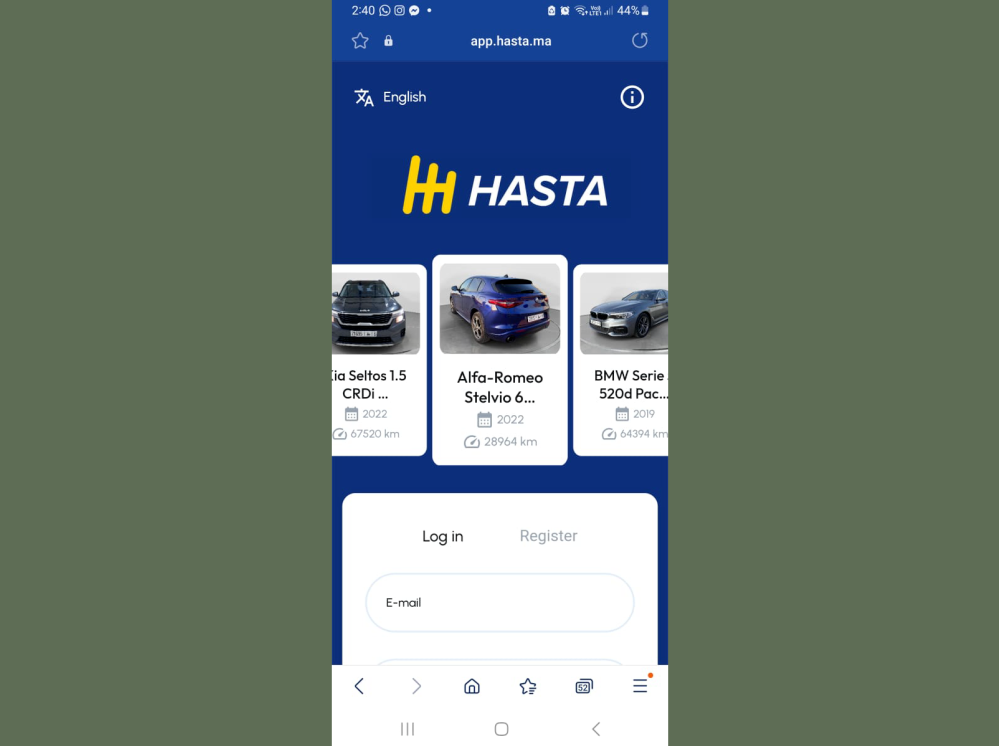 2:40
44%
app.hasta.ma
English
HASTA
ia Seltos 1.5
CRDi ...
2022
67520 km
Alfa-Romeo
Stelvio 6...
2022
28964 km
BMW Serie
520d Pac...
2019
64394 km
Log in
Register
E-mail
52